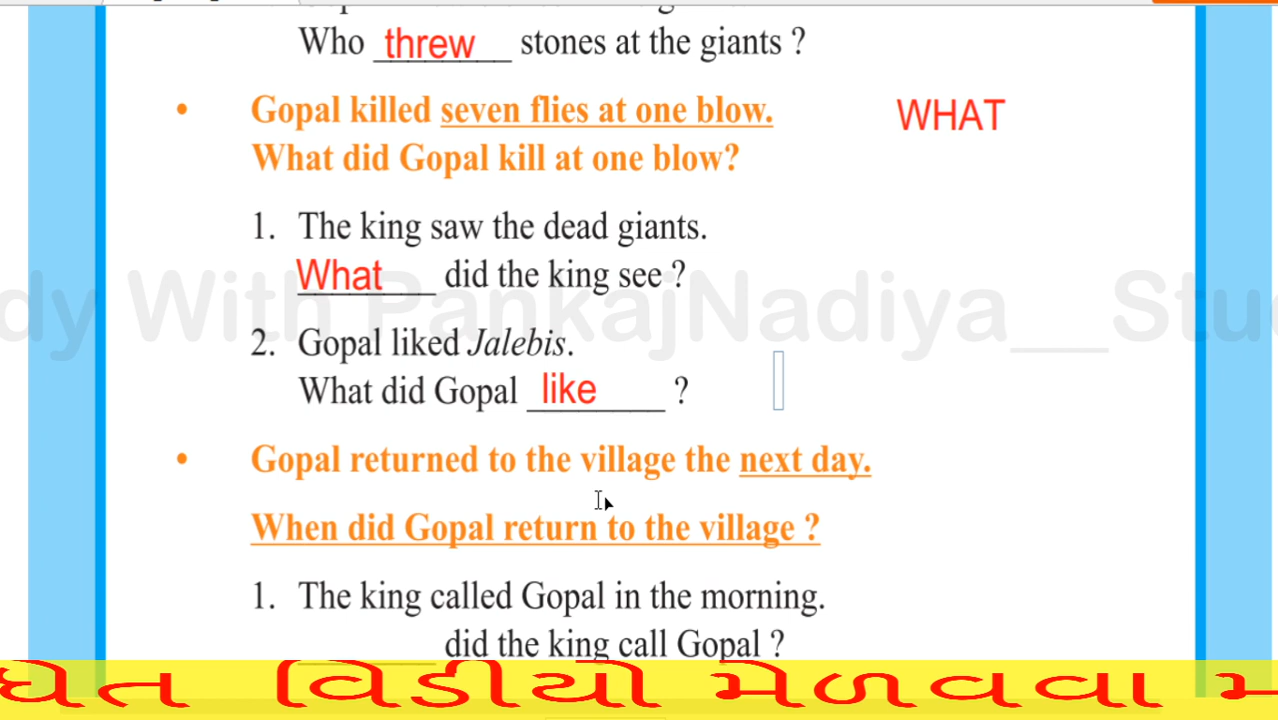 Who threw stones at the giants ?
• Gopal killed seven flies at one blow. WHAT
What did Gopal kill at one blow?
1. The king saw the dead giants.
What did the king see ?
dy With PankajNadiya__Stu
2. Gopal liked Jalebis.
What did Gopal like ?
• Gopal returned to the village the next day.
When did Gopal return to the village ?
1. The king called Gopal in the morning.
_______ did the king call Gopal ?
ધેત વિડીયો મેળવવા મ